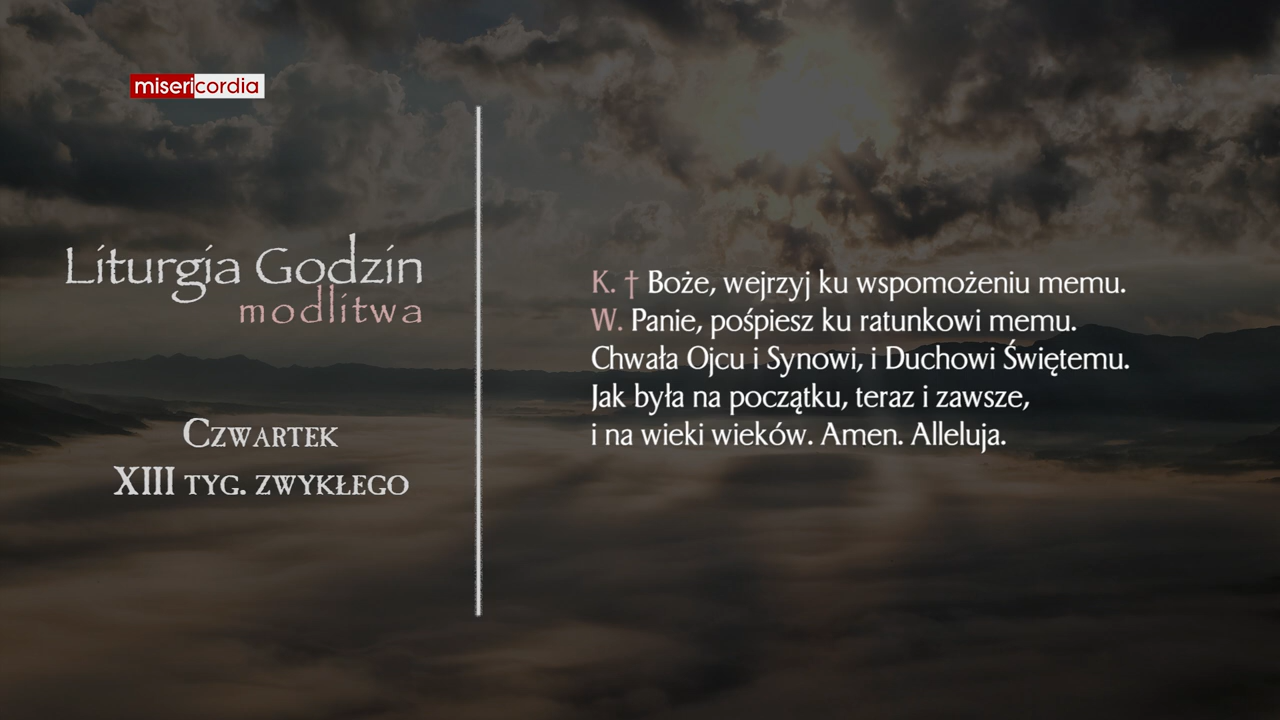 misericordia
Liturgia Godzin
modlitwa
Czwartek
XIII tyg. zwykłego
K. † Boże, wejrzyj ku wspomożeniu memu.
W. Panie, pośpiesz ku ratunkowi memu.
Chwała Ojcu i Synowi, i Duchowi Świętemu.
Jak była na początku, teraz i zawsze,
i na wieki wieków. Amen. Alleluja.